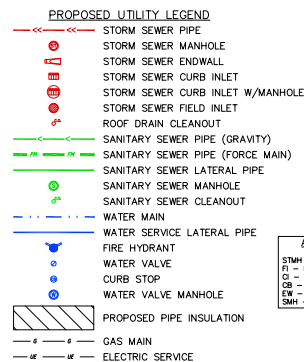 PROPOSED UTILITY LEGEND
<< << STORM SEWER PIPE
S STORM SEWER MANHOLE
STORM SEWER ENDWALL
STORM SEWER CURB INLET
STORM SEWER CURB INLET W/MANHOLE
STORM SEWER FIELD INLET
ROOF DRAIN CLEANOUT
< < SANITARY SEWER PIPE (GRAVITY)
FM FM SANITARY SEWER PIPE (FORCE MAIN)
SANITARY SEWER LATERAL PIPE
S SANITARY SEWER MANHOLE
SANITARY SEWER CLEANOUT
WATER MAIN
WATER SERVICE LATERAL PIPE
FIRE HYDRANT
WATER VALVE
CURB STOP
W WATER VALVE MANHOLE
PROPOSED PIPE INSULATION
G G GAS MAIN
UE UE ELECTRIC SERVICE
STMH
FI -
CI -
CB -
EW -
SMH -